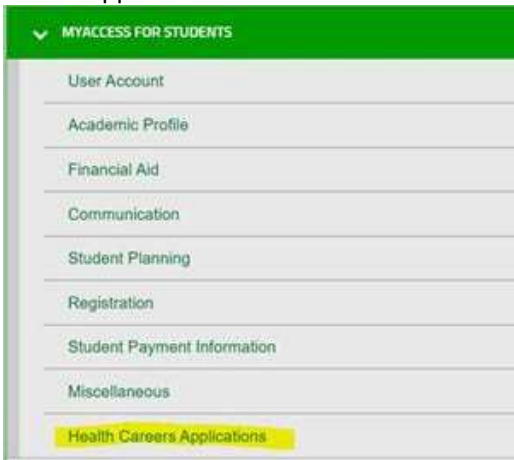 MYACCESS FOR STUDENTS
User Account
Academic Profile
Financial Aid
Communication
Student Planning
Registration
Student Payment Information
Miscellaneous
Health Careers Applications